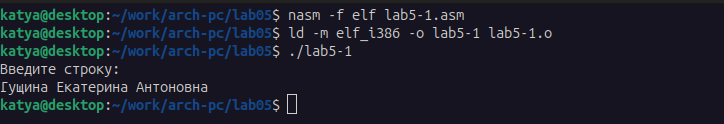 katya@desktop:~/work/arch-pc/lab05$ nasm -f elf lab5-1.asm
katya@desktop:~/work/arch-pc/lab05$ ld -m elf_i386 -o lab5-1 lab5-1.o
katya@desktop:~/work/arch-pc/lab05$ ./lab5-1
Введите строку:
Гущина Екатерина Антоновна
katya@desktop:~/work/arch-pc/lab05$